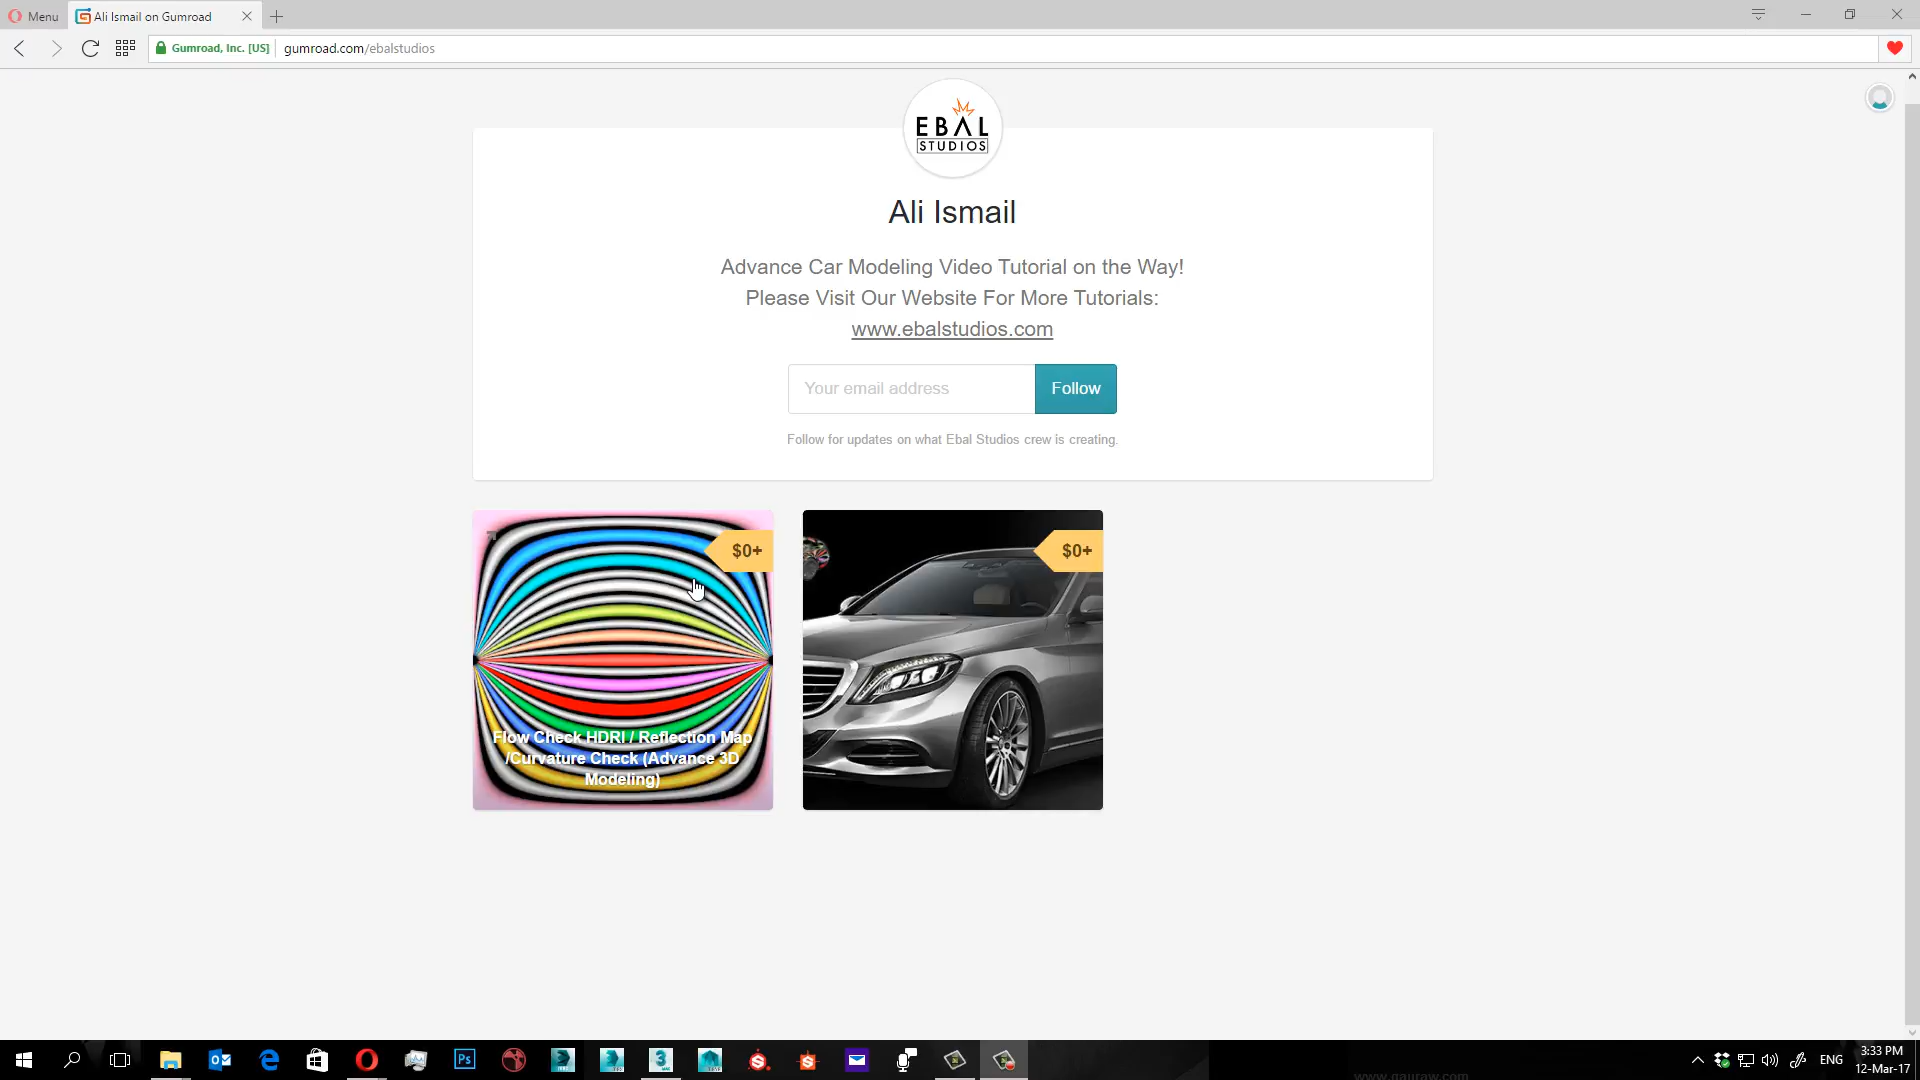 Menu
Ali Ismail on Gumroad
Gumroad, Inc. [US]
gumroad.com/ebalstudios
EBAL
STUDIOS
Ali Ismail
Advance Car Modeling Video Tutorial on the Way!
Please Visit Our Website For More Tutorials:
www.ebalstudios.com
Your email address
Follow
Follow for updates on what Ebal Studios crew is creating.
$0+
$0+
Flow Check HDRI / Reflection Map
/Curvature Check (Advance 3D
Modeling)
Ps
ENG
3:33 PM
12-Mar-17